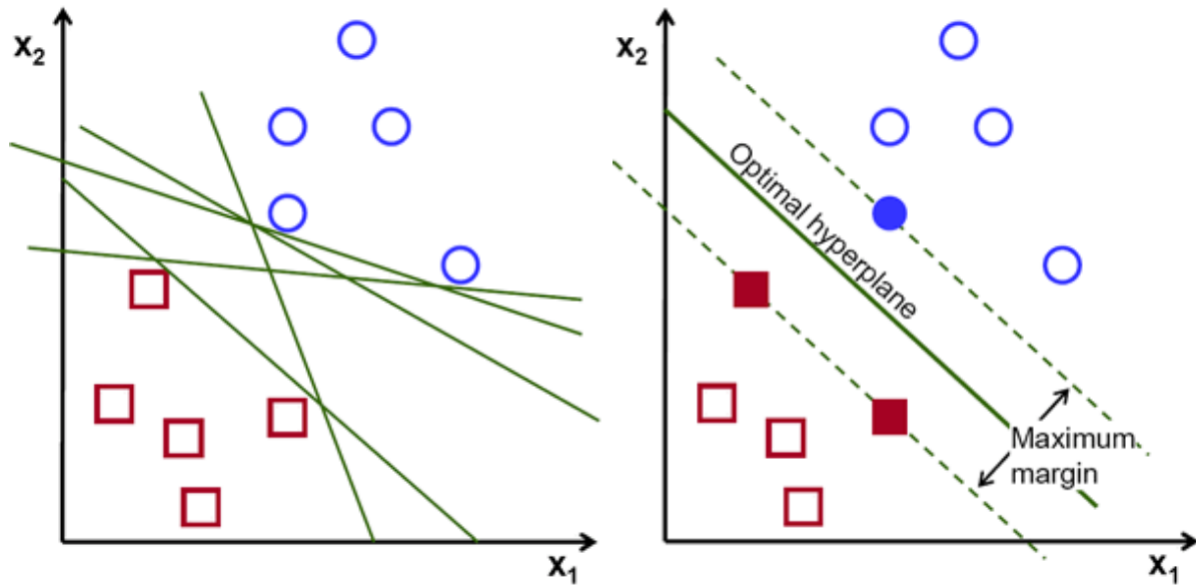 x₂
x₁
x₂
Optimal hyperplane
Maximum
margin
x₁